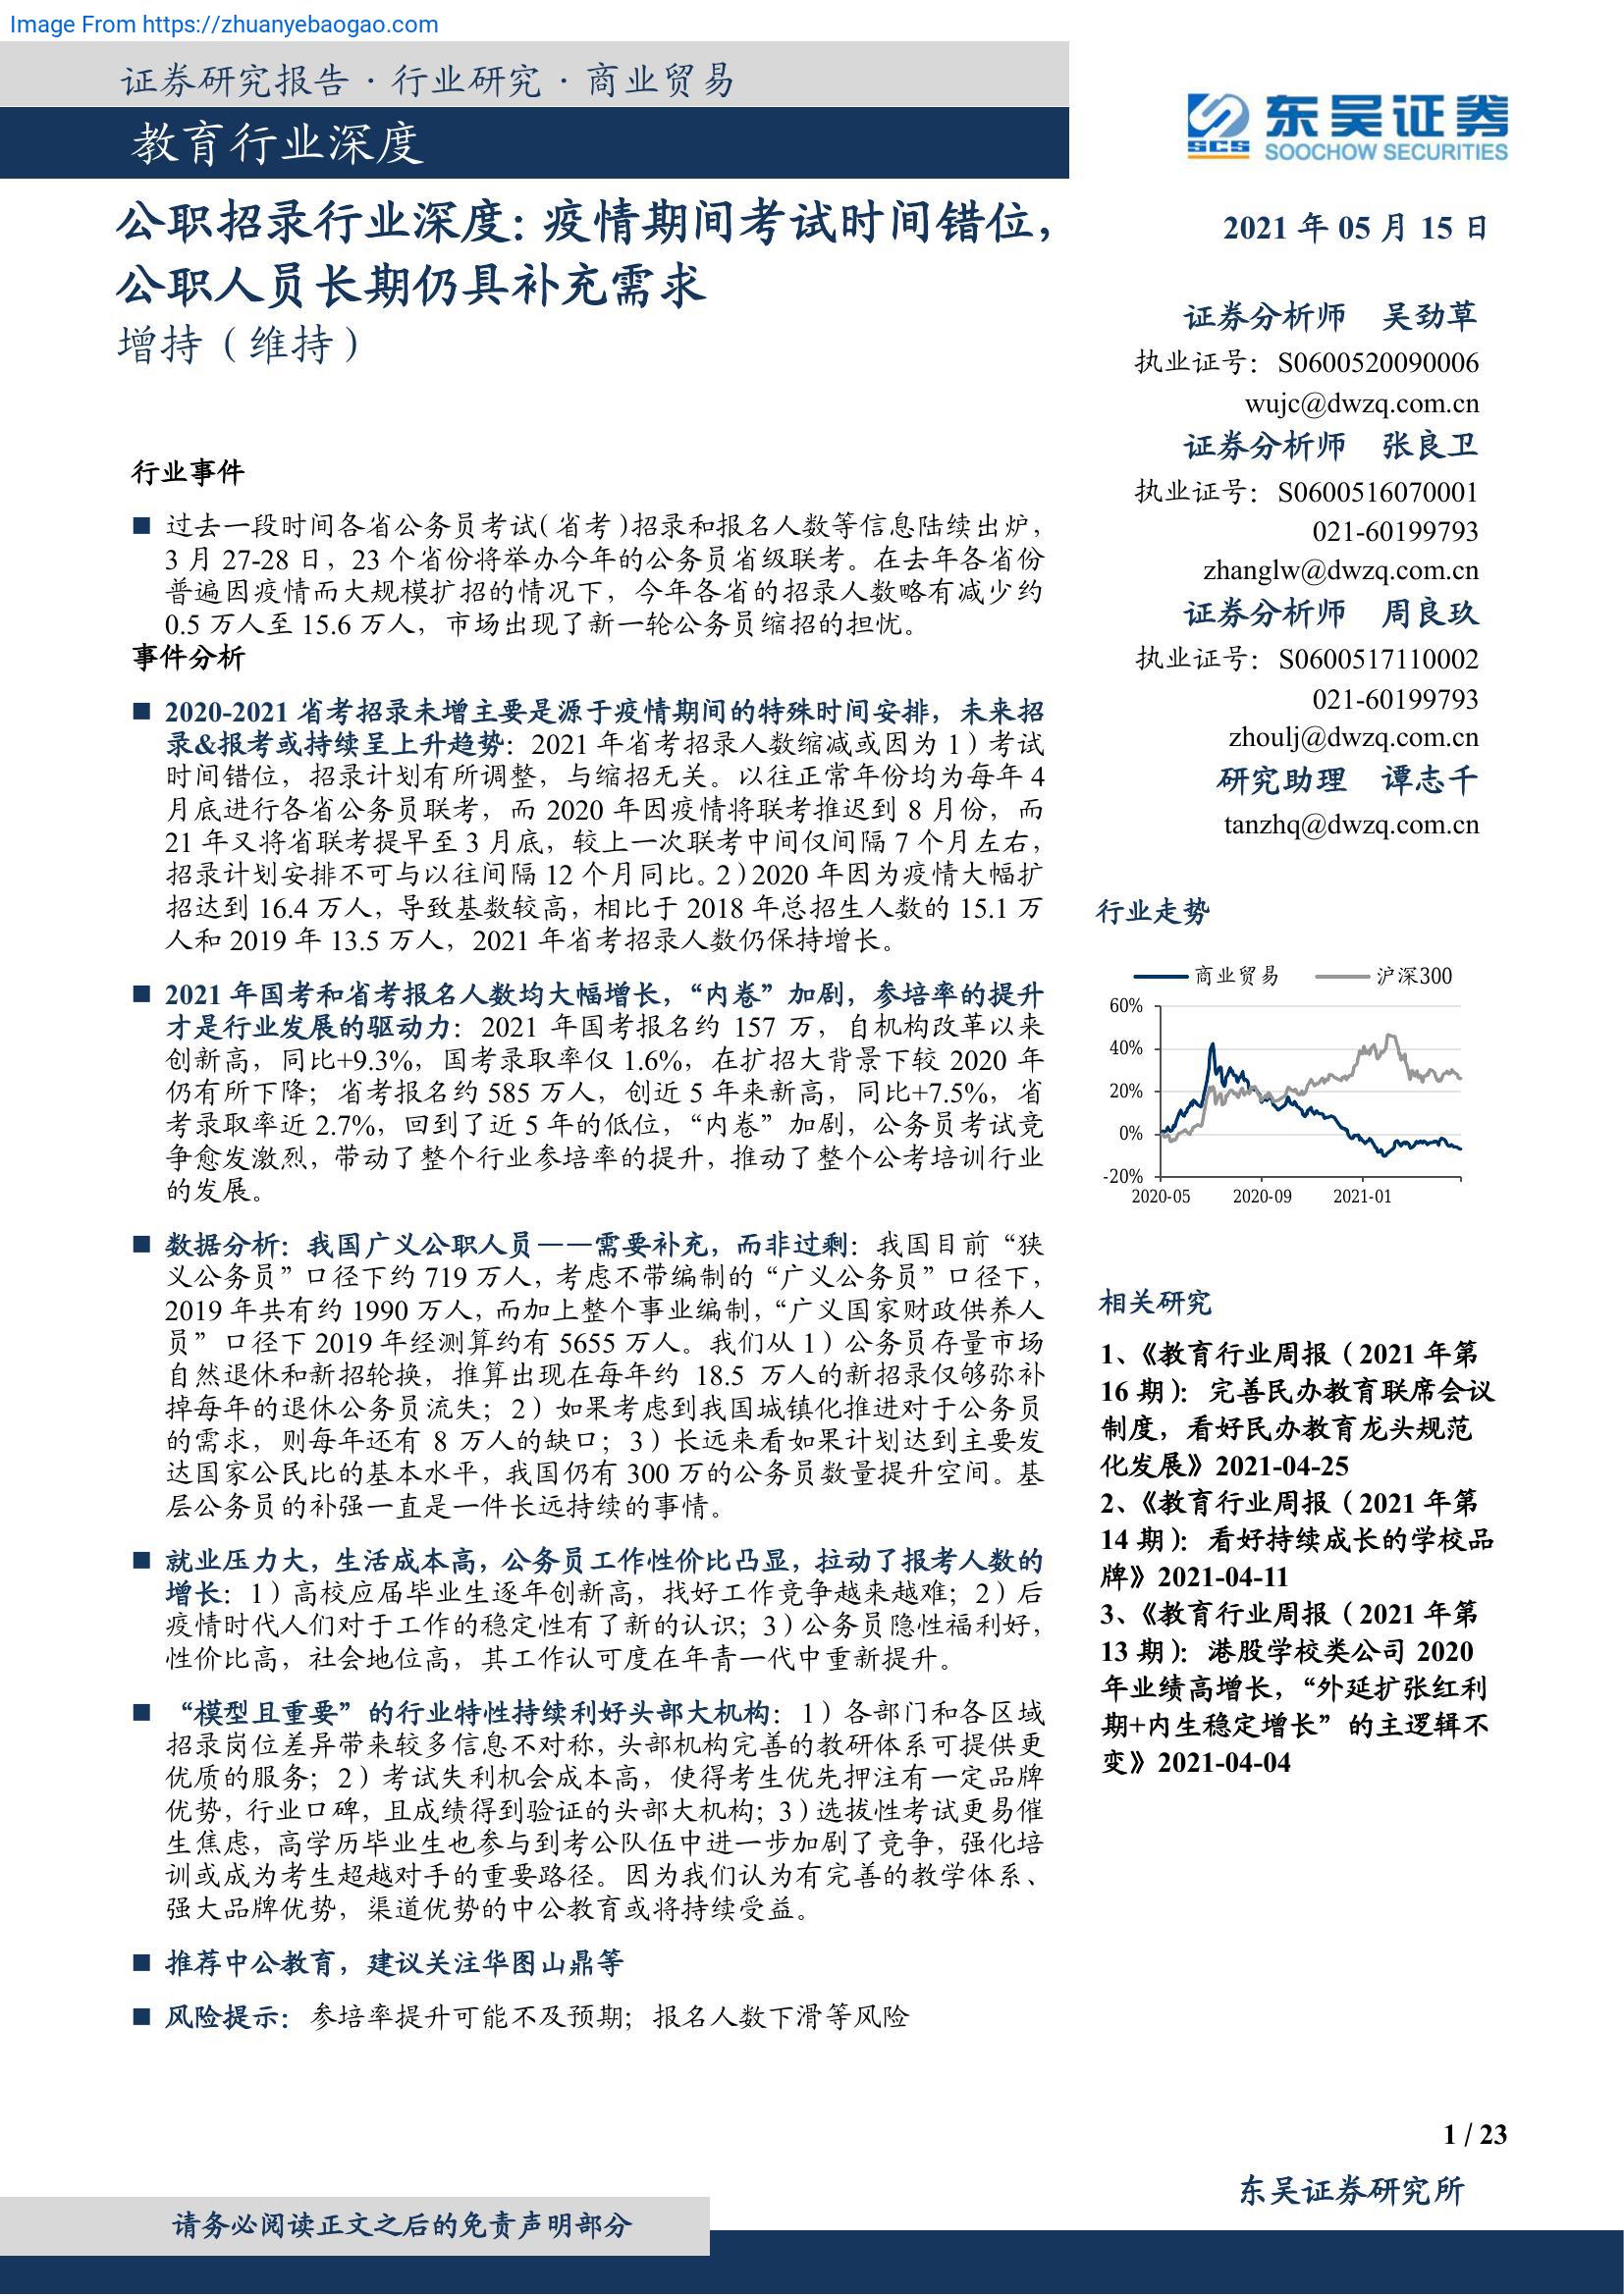 Image From https://zhuanyebaogao.com
证券研究报告·行业研究·商业贸易
教育行业深度
SCS
东吴证券
SOOCHOW SECURITIES
公职招录行业深度：疫情期间考试时间错位，
公职人员长期仍具补充需求
增持（维持）
行业事件
■ 过去一段时间各省公务员考试（省考）招录和报名人数等信息陆续出炉，
3 月 27-28 日，23 个省份将举办今年的公务员省级联考。在去年各省份
普遍因疫情而大规模扩招的情况下，今年各省的招录人数略有减少约
0.5 万人至 15.6 万人，市场出现了新一轮公务员缩招的担忧。
事件分析
■ 2020-2021 省考招录未增主要是源于疫情期间的特殊时间安排，未来招
录&报考或持续呈上升趋势：2021 年省考招录人数缩减或因为 1）考试
时间错位，招录计划有所调整，与缩招无关。以往正常年份均为每年 4
月底进行各省公务员联考，而 2020 年因疫情将联考推迟到 8 月份，而
21 年又将省联考提早至 3 月底，较上一次联考中间仅间隔 7 个月左右，
招录计划安排不可与以往间隔 12 个月同比。2）2020 年因为疫情大幅扩
招达到 16.4 万人，导致基数较高，相比于 2018 年总招生人数的 15.1 万
人和 2019 年 13.5 万人，2021 年省考招录人数仍保持增长。
■ 2021 年国考和省考报名人数均大幅增长，“内卷”加剧，参培率的提升
才是行业发展的驱动力：2021 年国考报名约 157 万，自机构改革以来
创新高，同比+9.3%，国考录取率仅 1.6%，在扩招大背景下较 2020 年
仍有所下降；省考报名约 585 万人，创近 5 年来新高，同比+7.5%，省
考录取率近 2.7%，回到了近 5 年的低位，“内卷”加剧，公务员考试竞
争愈发激烈，带动了整个行业参培率的提升，推动了整个公考培训行业
的发展。
■ 数据分析：我国广义公职人员——需要补充，而非过剩：我国目前“狭
义公务员”口径下约 719 万人，考虑不带编制的“广义公务员”口径下，
2019 年共有约 1990 万人，而加上整个事业编制，“广义国家财政供养人
员”口径下 2019 年经测算约有 5655 万人。我们从 1）公务员存量市场
自然退休和新招轮换，推算出现在每年约 18.5 万人的新招录仅够弥补
掉每年的退休公务员流失；2）如果考虑到我国城镇化推进对于公务员
的需求，则每年还有 8 万人的缺口；3）长远来看如果计划达到主要发
达国家公民比的基本水平，我国仍有 300 万的公务员数量提升空间。基
层公务员的补强一直是一件长远持续的事情。
■ 就业压力大，生活成本高，公务员工作性价比凸显，拉动了报考人数的
增长：1）高校应届毕业生逐年创新高，找好工作竞争越来越难；2）后
疫情时代人们对于工作的稳定性有了新的认识；3）公务员隐性福利好，
性价比高，社会地位高，其工作认可度在年青一代中重新提升。
■ “模型且重要”的行业特性持续利好头部大机构：1）各部门和各区域
招录岗位差异带来较多信息不对称，头部机构完善的教研体系可提供更
优质的服务；2）考试失利机会成本高，使得考生优先押注有一定品牌
优势，行业口碑，且成绩得到验证的头部大机构；3）选拔性考试更易催
生焦虑，高学历毕业生也参与到考公队伍中进一步加剧了竞争，强化培
训或成为考生超越对手的重要路径。因为我们认为有完善的教学体系、
强大品牌优势，渠道优势的中公教育或将持续受益。
■ 推荐中公教育，建议关注华图山鼎等
■ 风险提示：参培率提升可能不及预期；报名人数下滑等风险
2021 年 05 月 15 日
证券分析师 吴劲草
执业证号：S0600520090006
wujc@dwzq.com.cn
证券分析师 张良卫
执业证号：S0600516070001
021-60199793
zhanglw@dwzq.com.cn
证券分析师 周良玖
执业证号：S0600517110002
021-60199793
zhoulj@dwzq.com.cn
研究助理 谭志千
tanzhq@dwzq.com.cn
行业走势
商业贸易 沪深300
60%
40%
20%
0%
-20%
2020-05 2020-09 2021-01
相关研究
1、《教育行业周报（2021 年第
16 期）：完善民办教育联席会议
制度，看好民办教育龙头规范
化发展》2021-04-25
2、《教育行业周报（2021 年第
14 期）：看好持续成长的学校品
牌》2021-04-11
3、《教育行业周报（2021 年第
13 期）：港股学校类公司 2020
年业绩高增长，“外延扩张红利
期+内生稳定增长”的主逻辑不
变》2021-04-04
1 / 23
东吴证券研究所
请务必阅读正文之后的免责声明部分